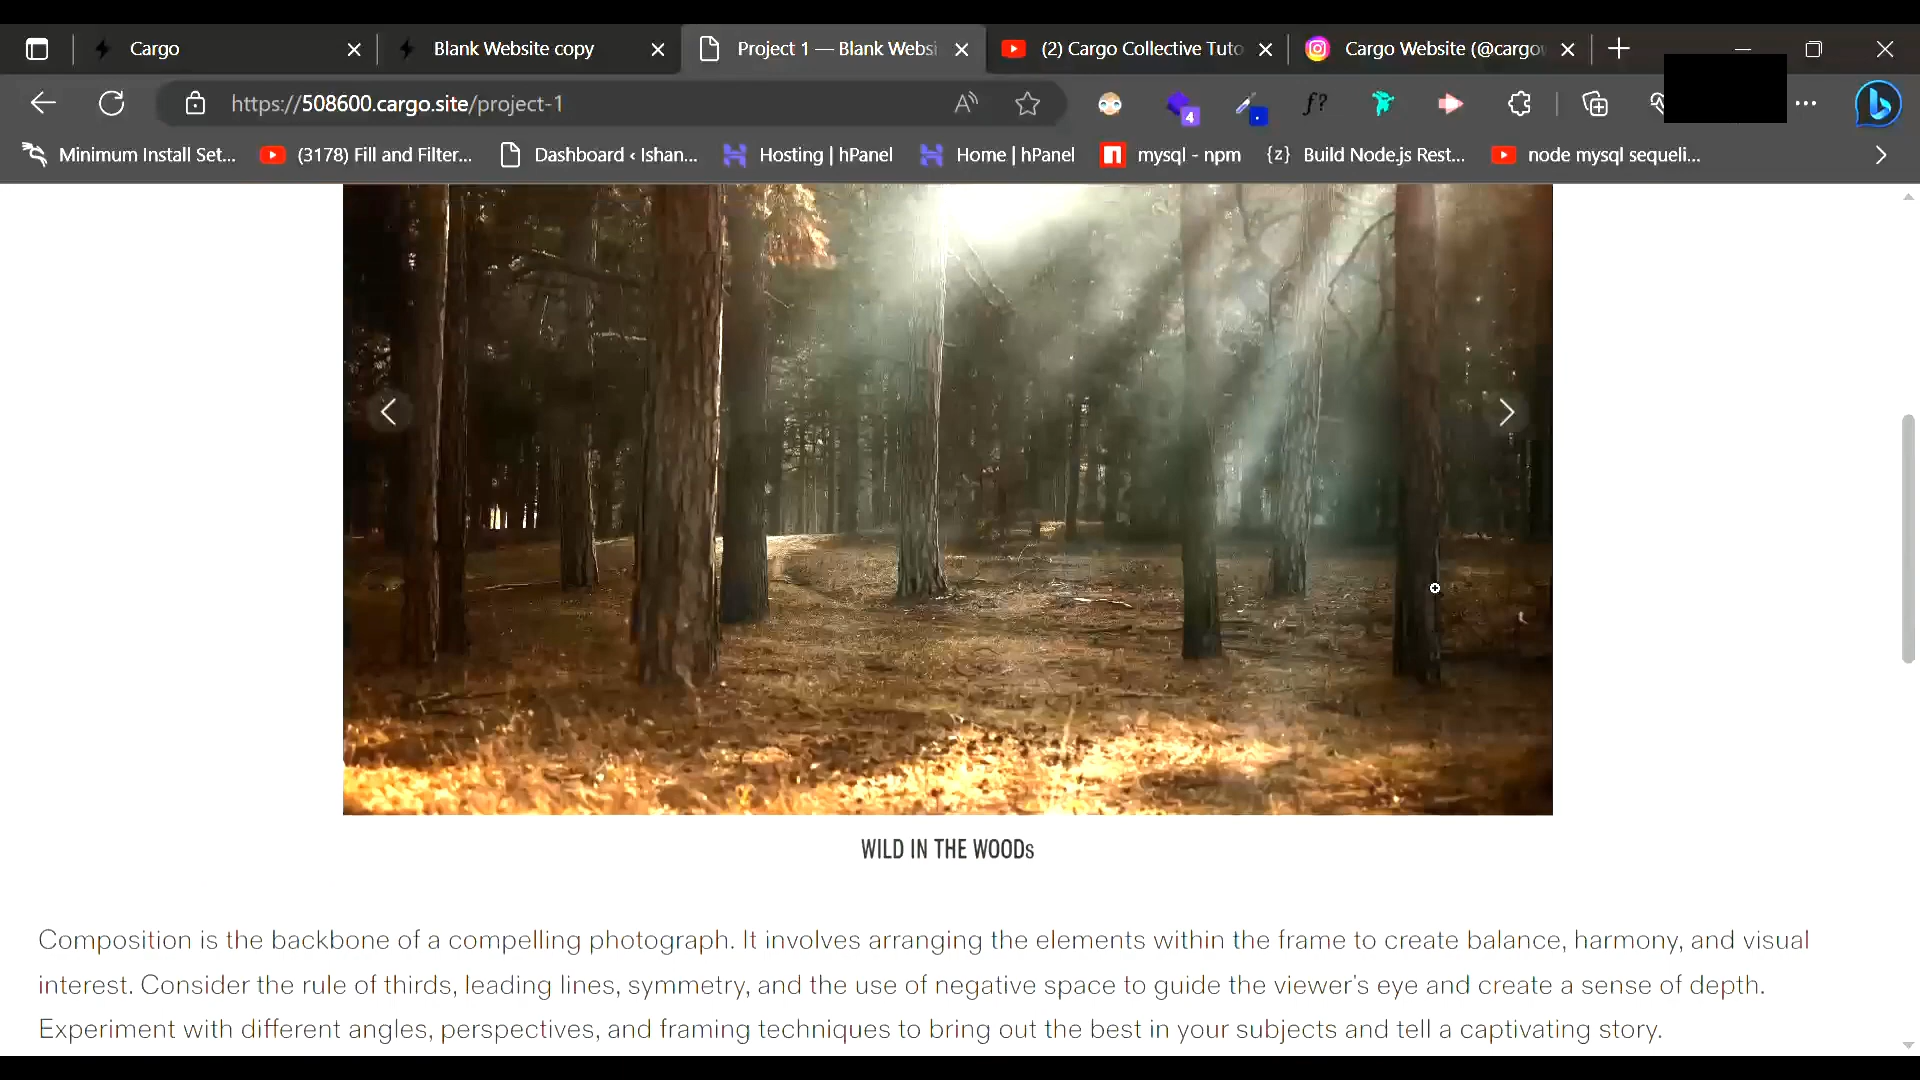 Cargo
Blank Website copy
Project 1 — Blank Websi
(2) Cargo Collective Tuto
Cargo Website (@cargo
https://508600.cargo.site/project-1
4
f?
Minimum Install Set...
(3178) Fill and Filter...
Dashboard ‹ Ishan...
Hosting | hPanel
Home | hPanel
mysql - npm
{z} Build Node.js Rest...
node mysql sequeli...
WILD IN THE WOODs
Composition is the backbone of a compelling photograph. It involves arranging the elements within the frame to create balance, harmony, and visual
interest. Consider the rule of thirds, leading lines, symmetry, and the use of negative space to guide the viewer's eye and create a sense of depth.
Experiment with different angles, perspectives, and framing techniques to bring out the best in your subjects and tell a captivating story.